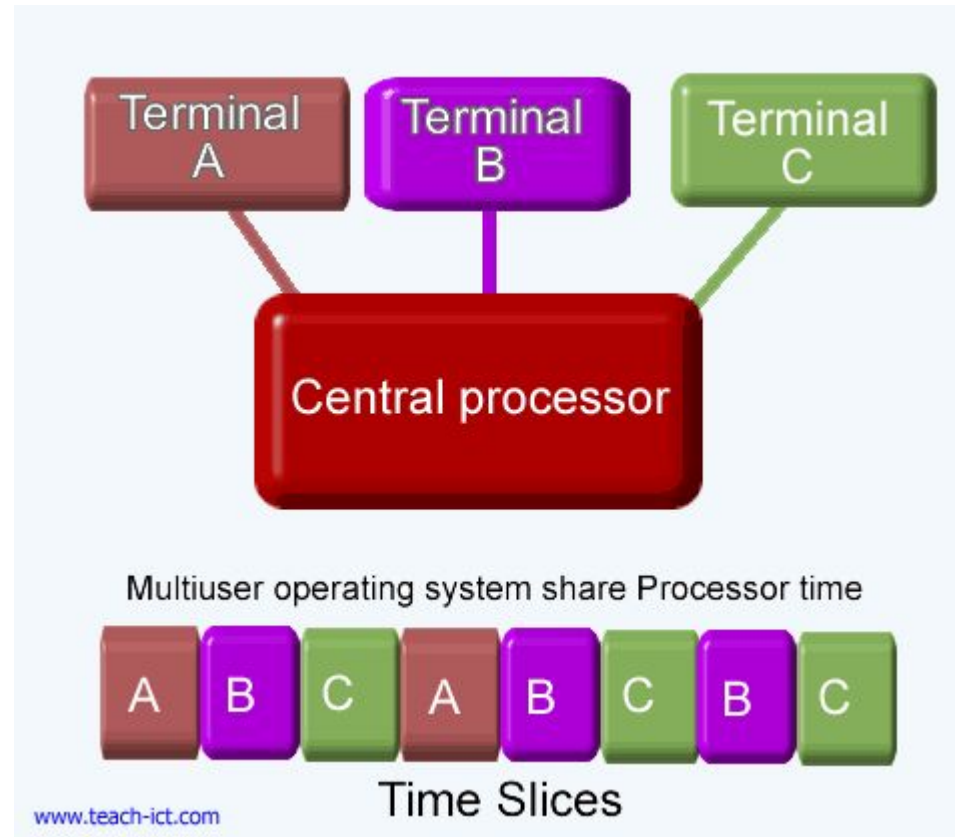 Terminal
A
Terminal
B
Terminal
C
Central processor
Multiuser operating system share Processor time
A B C A B C B C
Time Slices
www.teach-ict.com